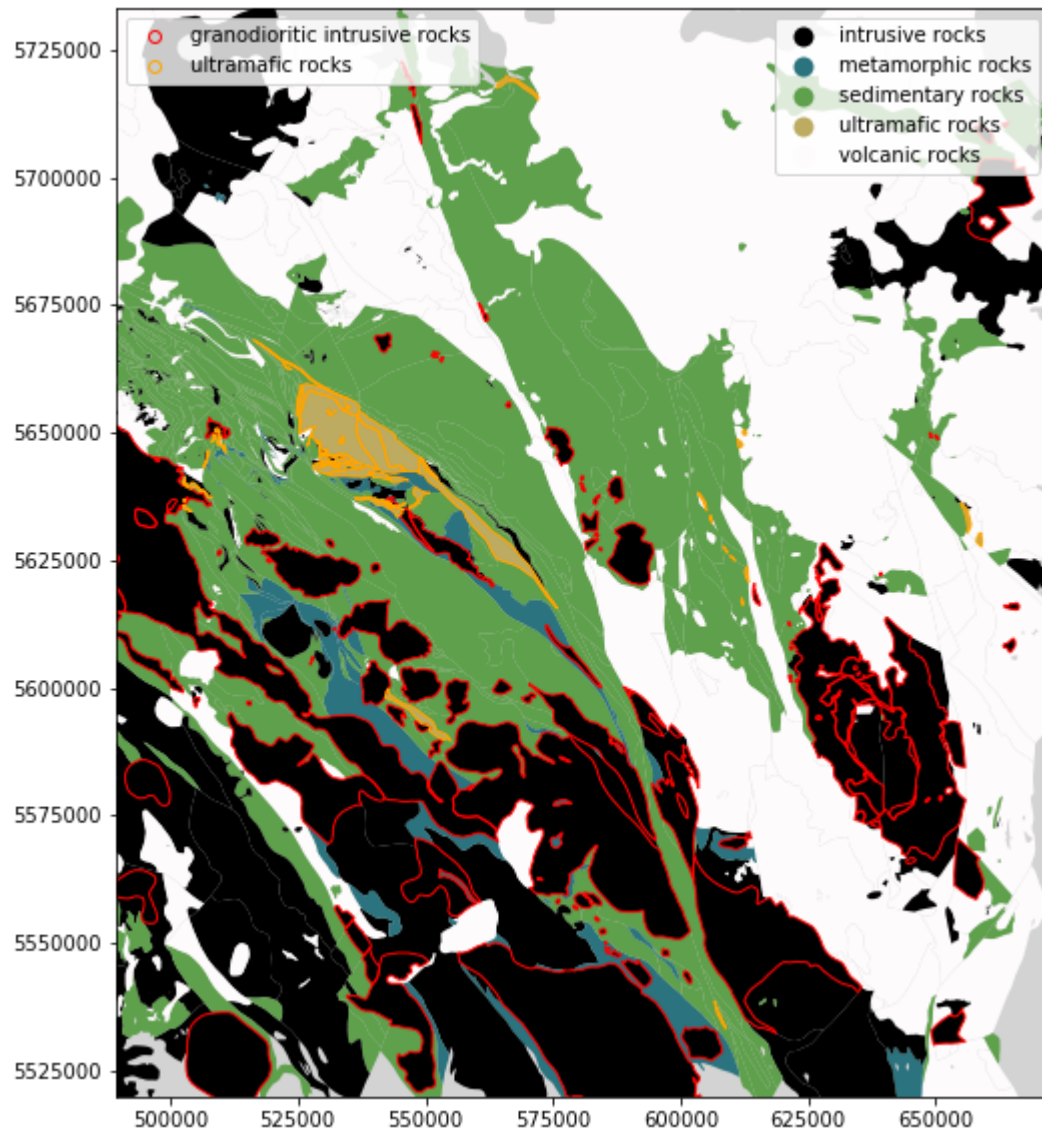 granodioritic intrusive rocks
ultramafic rocks
intrusive rocks
metamorphic rocks
sedimentary rocks
ultramafic rocks
volcanic rocks
5725000
5700000
5675000
5650000
5625000
5600000
5575000
5550000
5525000
500000 525000 550000 575000 600000 625000 650000